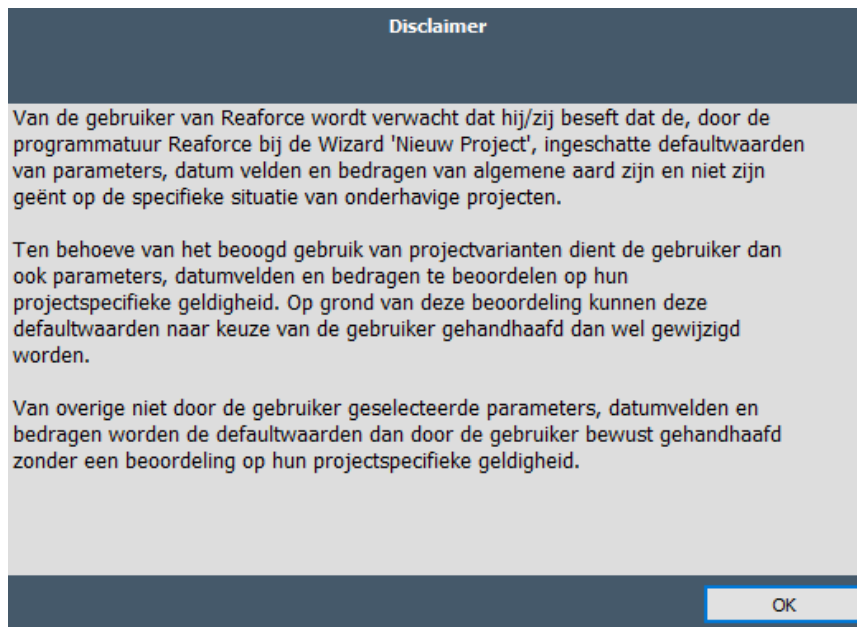 Disclaimer
Van de gebruiker van Reaforce wordt verwacht dat hij/zij beseft dat de, door de
programmatuur Reaforce bij de Wizard 'Nieuw Project', ingeschatte defaultwaarden
van parameters, datum velden en bedragen van algemene aard zijn en niet zijn
geënt op de specifieke situatie van onderhavige projecten.
Ten behoeve van het beoogd gebruik van projectvarianten dient de gebruiker dan
ook parameters, datumvelden en bedragen te beoordelen op hun
projectspecifieke geldigheid. Op grond van deze beoordeling kunnen deze
defaultwaarden naar keuze van de gebruiker gehandhaafd dan wel gewijzigd
worden.
Van overige niet door de gebruiker geselecteerde parameters, datumvelden en
bedragen worden de defaultwaarden dan door de gebruiker bewust gehandhaafd
zonder een beoordeling op hun projectspecifieke geldigheid.
OK